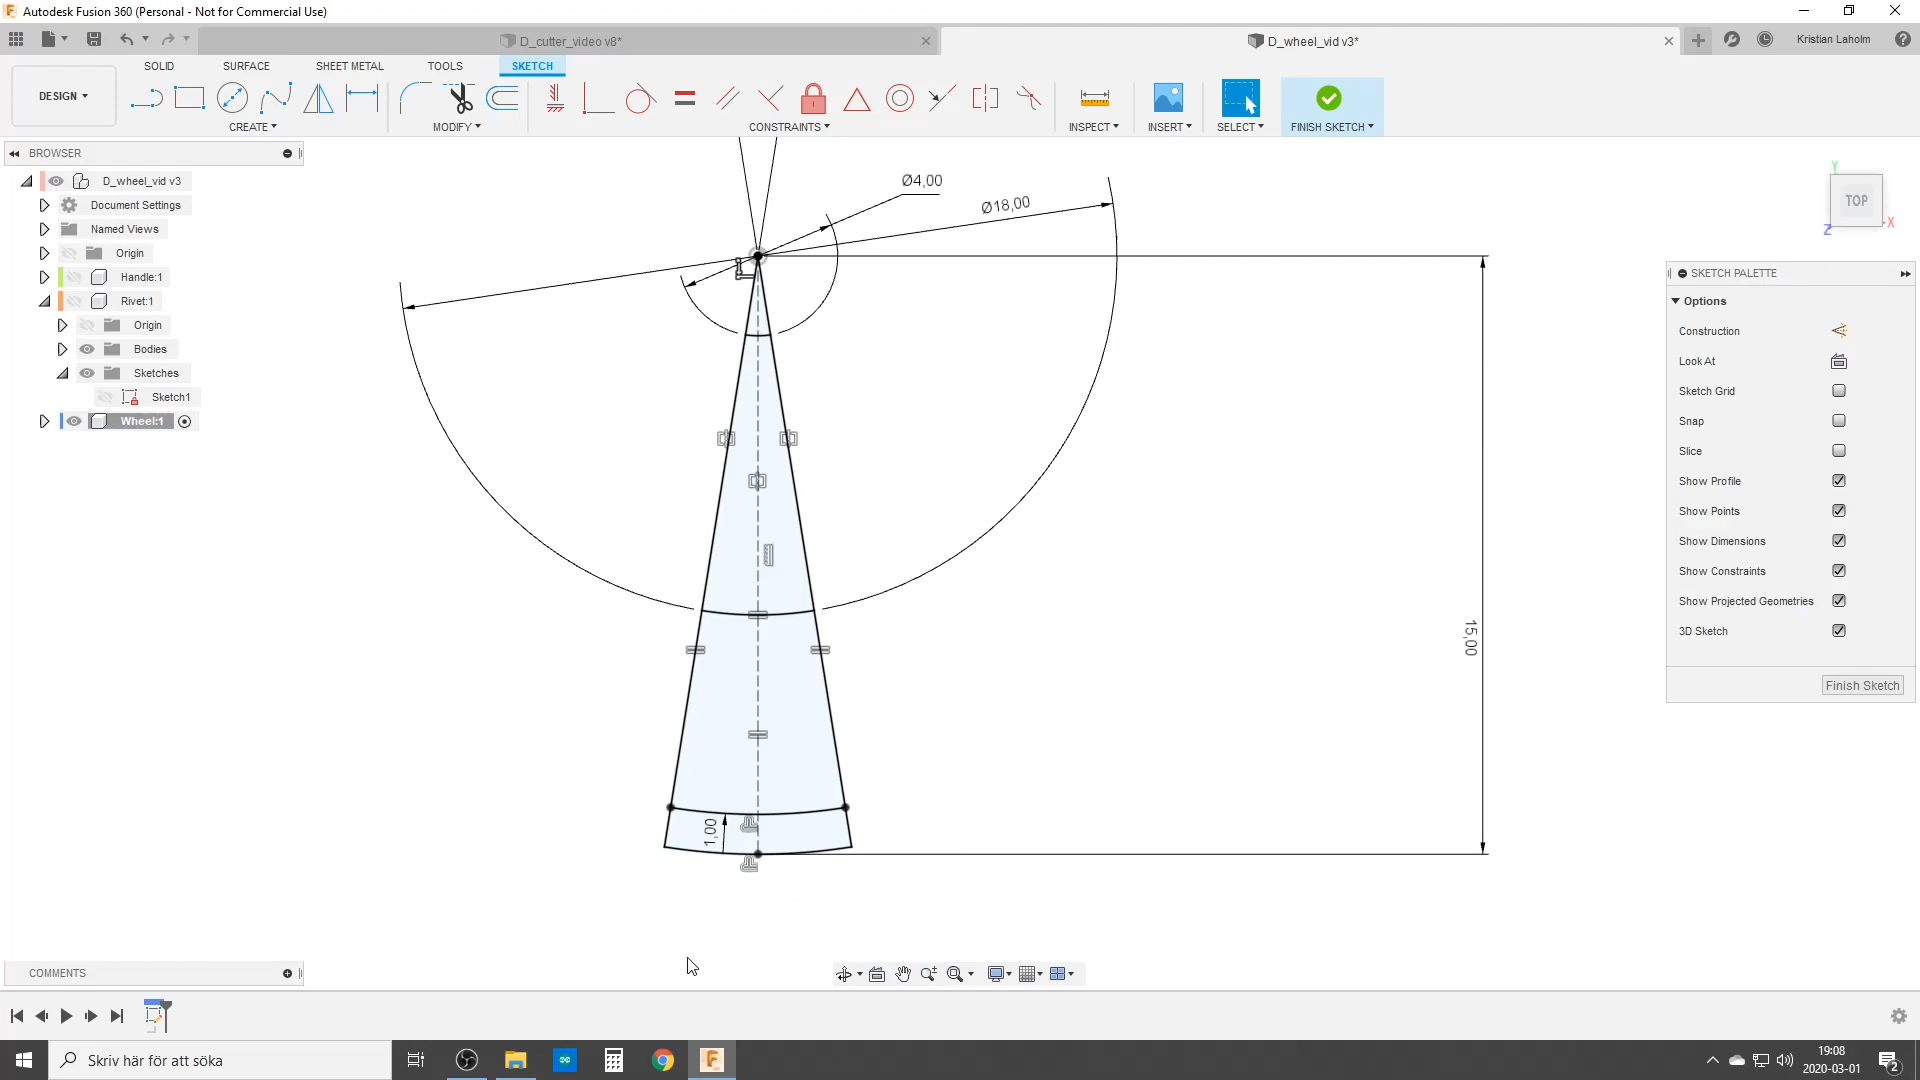 Autodesk Fusion 360 (Personal - Not for Commercial Use)
D_cutter_video v8*
D_wheel_vid v3*
Kristian Laholm
DESIGN
SOLID
SURFACE
SHEET METAL
TOOLS
SKETCH
CREATE
MODIFY
CONSTRAINTS
INSPECT
INSERT
SELECT
FINISH SKETCH
BROWSER
D_wheel_vid v3
Document Settings
Named Views
Origin
Handle:1
Rivet:1
Origin
Bodies
Sketches
Sketch1
Wheel:1
Ø4,00
Ø18,00
15,00
1,00
Y
TOP
X
Z
SKETCH PALETTE
Options
Construction
Look At
Sketch Grid
Snap
Slice
Show Profile
Show Points
Show Dimensions
Show Constraints
Show Projected Geometries
3D Sketch
Finish Sketch
COMMENTS
Skriv här för att söka
19:08
2020-03-01
2